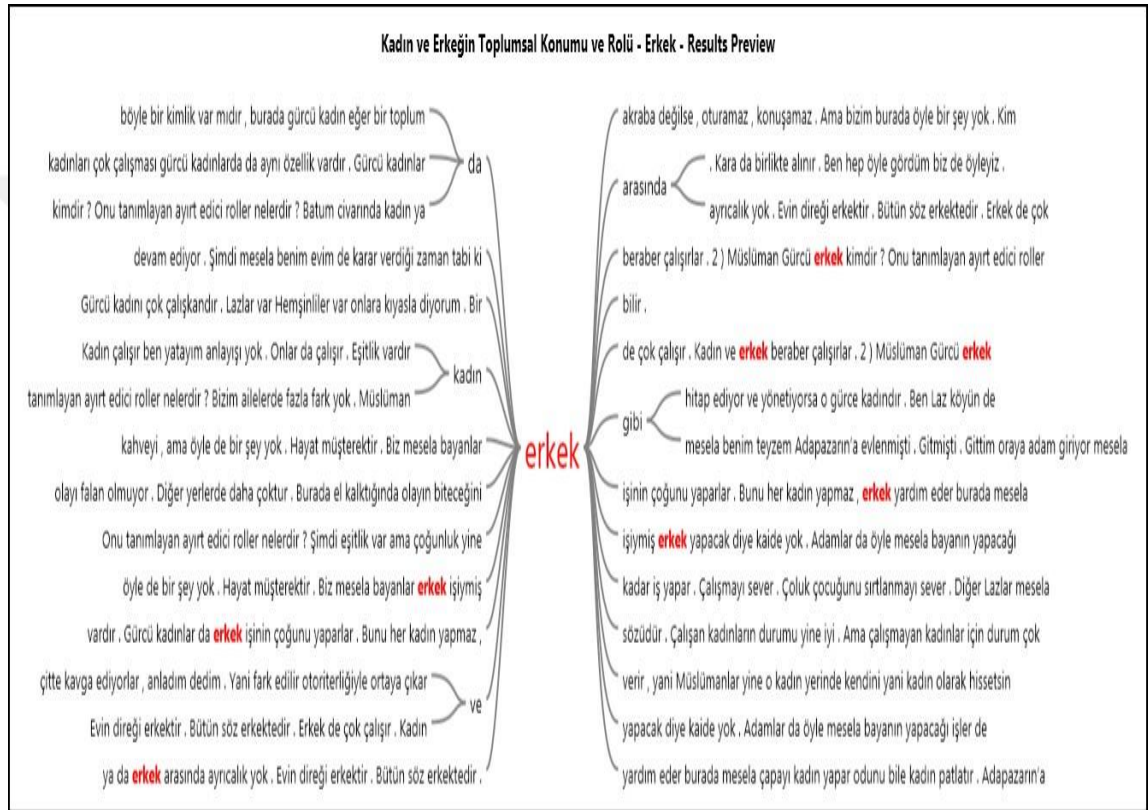 Kadın ve Erkeğin Toplumsal Konumu ve Rolü - Erkek - Results Preview
böyle bir kimlik var mıdır , burada gürcü kadın eğer bir toplum
kadınları çok çalışması gürcü kadınlarda da aynı özellik vardır . Gürcü kadınlar
da
kimdir ? Onu tanımlayan ayırt edici roller nelerdir ? Batum civarında kadın ya
devam ediyor . Şimdi mesela benim evim de karar verdiği zaman tabi ki
Gürcü kadını çok çalışkandır . Lazlar var Hemşinliler var onlara kıyasla diyorum . Bir
Kadın çalışır ben yatayım anlayışı yok . Onlar da çalışır . Eşitlik vardır
kadın
tanımlayan ayırt edici roller nelerdir ? Bizim ailelerde fazla fark yok . Müslüman
kahveyi , ama öyle de bir şey yok . Hayat müşterektir . Biz mesela bayanlar
olayı falan olmuyor . Diğer yerlerde daha çoktur . Burada el kalktığında olayın biteceğini
Onu tanımlayan ayırt edici roller nelerdir ? Şimdi eşitlik var ama çoğunluk yine
öyle de bir şey yok . Hayat müşterektir . Biz mesela bayanlar erkek işiymiş
vardır . Gürcü kadınlar da erkek işinin çoğunu yaparlar . Bunu her kadın yapmaz ,
çitte kavga ediyorlar , anladım dedim . Yani fark edilir otoriterliğiyle ortaya çıkar
ve
Evin direği erkektir . Bütün söz erkektedir . Erkek de çok çalışır . Kadın
ya da erkek arasında ayrıcalık yok . Evin direği erkektir . Bütün söz erkektedir .
erkek
akraba değilse , oturamaz , konuşamaz . Ama bizim burada öyle bir şey yok . Kim
arasında
. Kara da birlikte alınır . Ben hep öyle gördüm biz de öyleyiz .
ayrıcalık yok . Evin direği erkektir . Bütün söz erkektedir . Erkek de çok
beraber çalışırlar . 2 ) Müslüman Gürcü erkek kimdir ? Onu tanımlayan ayırt edici roller
bilir .
de çok çalışır . Kadın ve erkek beraber çalışırlar . 2 ) Müslüman Gürcü erkek
gibi
hitap ediyor ve yönetiyorsa o gürce kadındır . Ben Laz köyün de
mesela benim teyzem Adapazarın'a evlenmişti . Gitmişti . Gittim oraya adam giriyor mesela
işinin çoğunu yaparlar . Bunu her kadın yapmaz , erkek yardım eder burada mesela
işiymiş erkek yapacak diye kaide yok . Adamlar da öyle mesela bayanın yapacağı
kadar iş yapar . Çalışmayı sever . Çoluk çocuğunu sırtlanmayı sever . Diğer Lazlar mesela
sözüdür . Çalışan kadınların durumu yine iyi . Ama çalışmayan kadınlar için durum çok
verir , yani Müslümanlar yine o kadın yerinde kendini yani kadın olarak hissetsin
yapacak diye kaide yok . Adamlar da öyle mesela bayanın yapacağı işler de
yardım eder burada mesela çapayı kadın yapar odunu bile kadın patlatır . Adapazarın'a